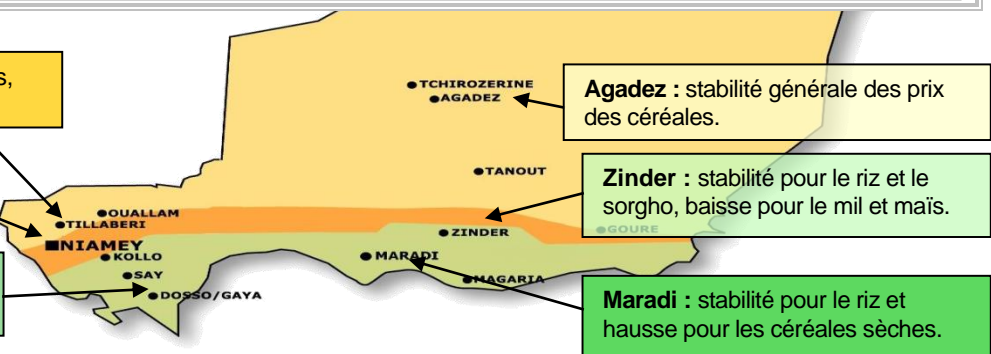 s,
TCHIROZERINE
AGADEZ
Agadez : stabilité générale des prix
des céréales.
TANOUT
Zinder : stabilité pour le riz et le
sorgho, baisse pour le mil et maïs.
OUALLAM
TILLABERI
NIAMEY
KOLLO
SAY
DOSSO/GAYA
ZINDER
GOURE
MARADI
MAGARIA
Maradi : stabilité pour le riz et
hausse pour les céréales sèches.